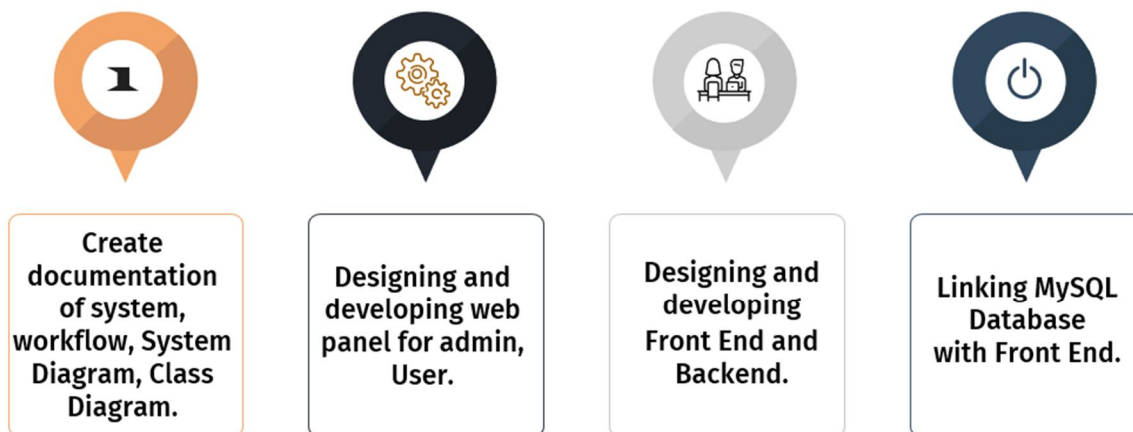 1
Create
documentation
of system,
workflow, System
Diagram, Class
Diagram.
Designing and
developing web
panel for admin,
User.
Designing and
developing
Front End and
Backend.
Linking MySQL
Database
with Front End.